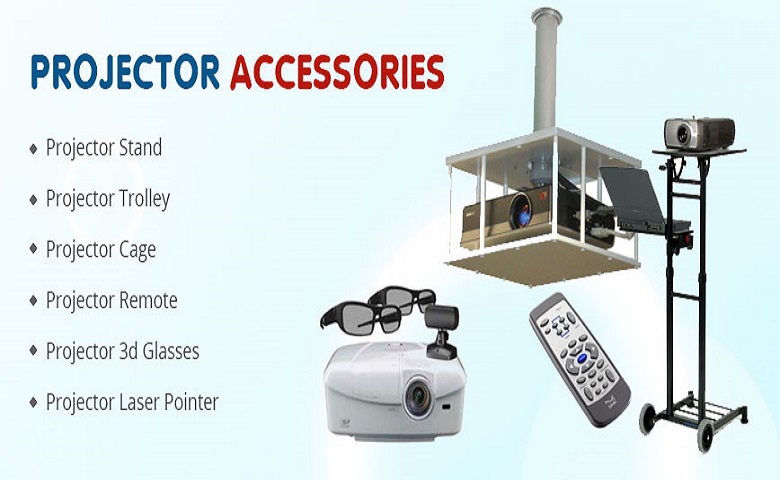 PROJECTOR ACCESSORIES
Projector Stand
Projector Trolley
Projector Cage
Projector Remote
Projector 3d Glasses
Projector Laser Pointer